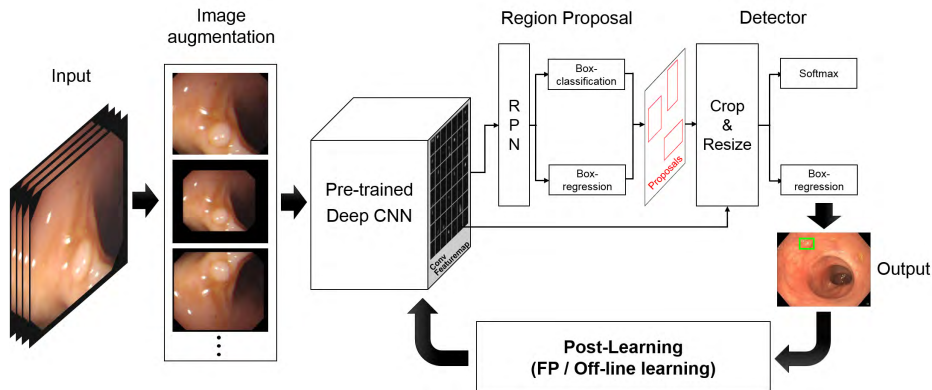 Input
Image
augmentation
Pre-trained
Deep CNN
Conv
Featuremap
Region Proposal
R
P
N
Box-
classification
Box-
regression
Proposals
Detector
Crop
&
Resize
Softmax
Box-
regression
Output
Post-Learning
(FP / Off-line learning)